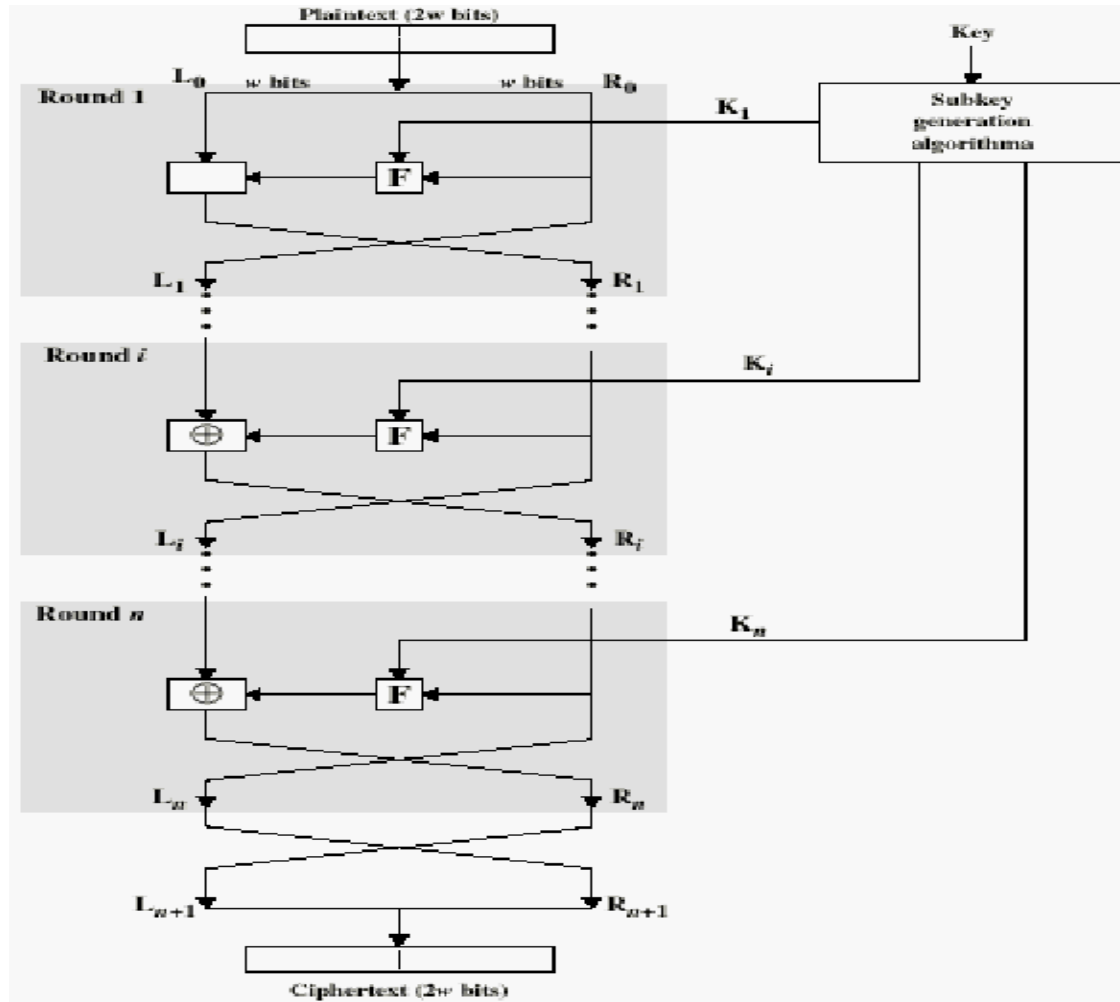 Plaintext (2w bits)
Key
L0 w bits w bits R0
Round 1
K1
Subkey
generation
algorithma
F
L1 R1
Round i
Ki
⊕ F
Li Ri
Round n
Kn
⊕ F
Ln Rn
Ln+1 Rn+1
Ciphertext (2w bits)